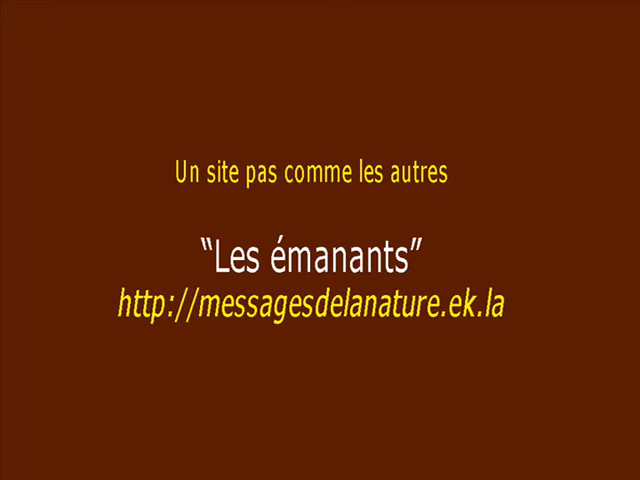 Un site pas comme les autres
“Les émanants”
http://messagesdelanature.ek.la